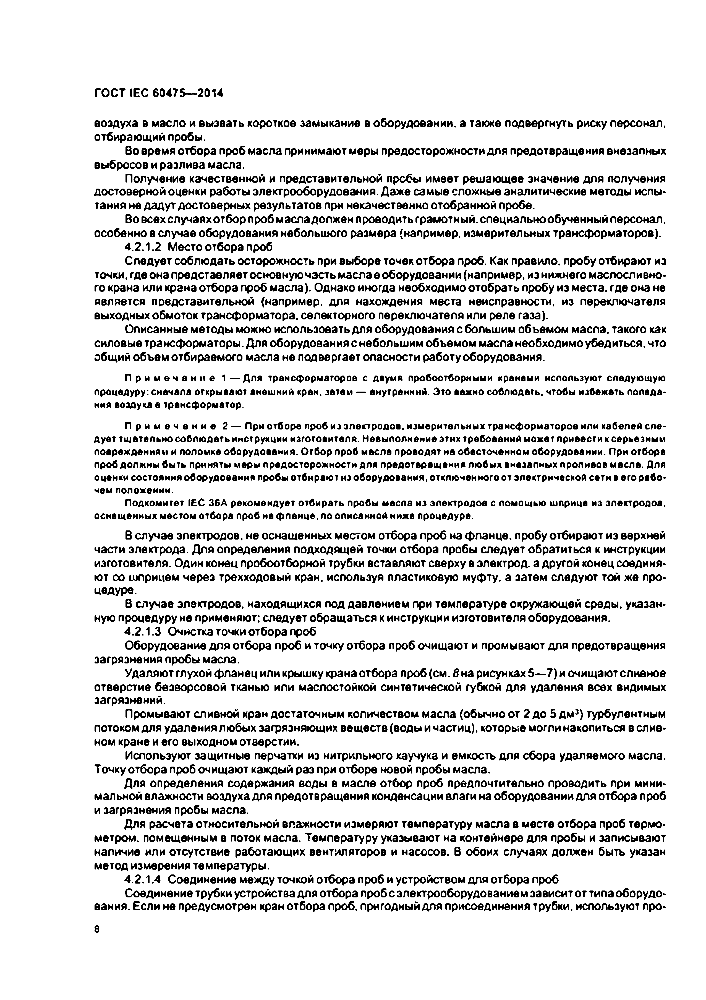 ГОСТ IEC 60475—2014
воздуха в масло и вызвать короткое замыкание в оборудовании, а также подвергнуть риску персонал,
отбирающий пробы.
Во время отбора проб масла принимают меры предосторожности для предотвращения внезапных
выбросов и разлива масла.
Получение качественной и представительной пробы имеет решающее значение для получения
достоверной оценки работы электрооборудования. Даже самые сложные аналитические методы испы-
тания не дадут достоверных результатов при некачественно отобранной пробе.
Во всех случаях отбор проб масла должен проводить грамотный, специально обученный персонал,
особенно в случае оборудования небольшого размера (например, измерительных трансформаторов).
4.2.1.2 Место отбора проб
Следует соблюдать осторожность при выборе точек отбора проб. Как правило, пробу отбирают из
точки, где она представляет основную часть масла в оборудовании (например, из нижнего маслосливно-
го крана или крана отбора проб масла). Однако иногда необходимо отобрать пробу из места, где она не
является представительной (например, для нахождения места неисправности, из переключателя
выходных обмоток трансформатора, селекторного переключателя или реле газа).
Описанные методы можно использовать для оборудования с большим объемом масла, такого как
силовые трансформаторы. Для оборудования с небольшим объемом масла необходимо убедиться, что
общий объем отбираемого масла не подвергает опасности работу оборудования.
Примечание 1 — Для трансформаторов с двумя пробоотборными кранами используют следующую
процедуру: сначала открывают внешний кран, затем — внутренний. Это важно соблюдать, чтобы избежать попада-
ния воздуха в трансформатор.
Примечание 2 — При отборе проб из электродов, измерительных трансформаторов или кабелей сле-
дует тщательно соблюдать инструкции изготовителя. Невыполнение этих требований может привести к серьезным
повреждениям и поломке оборудования. Отбор проб масла проводят на обесточенном оборудовании. При отборе
проб должны быть приняты меры предосторожности для предотвращения любых внезапных проливов масла. Для
оценки состояния оборудования пробы отбирают из оборудования, отключенного от электрической сети в его рабо-
чем положении.
Подкомитет IEC 36A рекомендует отбирать пробы масла из электродов с помощью шприца из электродов,
оснащенных местом отбора проб на фланце, по описанной ниже процедуре.
В случае электродов, не оснащенных местом отбора проб на фланце, пробу отбирают из верхней
части электрода. Для определения подходящей точки отбора пробы следует обратиться к инструкции
изготовителя. Один конец пробоотборной трубки вставляют сверху в электрод, а другой конец соединя-
ют со шприцем через трехходовый кран, используя пластиковую муфту, а затем следуют той же про-
цедуре.
В случае электродов, находящихся под давлением при температуре окружающей среды, указан-
ную процедуру не применяют; следует обращаться к инструкции изготовителя оборудования.
4.2.1.3 Очистка точки отбора проб
Оборудование для отбора проб и точку отбора проб очищают и промывают для предотвращения
загрязнения пробы масла.
Удаляют глухой фланец или крышку крана отбора проб (см. 8 на рисунках 5—7) и очищают сливное
отверстие безворсовой тканью или маслостойкой синтетической губкой для удаления всех видимых
загрязнений.
Промывают сливной кран достаточным количеством масла (обычно от 2 до 5 дм³) турбулентным
потоком для удаления любых загрязняющих веществ (воды и частиц), которые могли накопиться в слив-
ном кране и его выходном отверстии.
Используют защитные перчатки из нитрильного каучука и емкость для сбора удаляемого масла.
Точку отбора проб очищают каждый раз при отборе новой пробы масла.
Для определения содержания воды в масле отбор проб предпочтительно проводить при мини-
мальной влажности воздуха для предотвращения конденсации влаги на оборудовании для отбора проб
и загрязнения пробы масла.
Для расчета относительной влажности измеряют температуру масла в месте отбора проб термо-
метром, помещенным в поток масла. Температуру указывают на контейнере для пробы и записывают
наличие или отсутствие работающих вентиляторов и насосов. В обоих случаях должен быть указан
метод измерения температуры.
4.2.1.4 Соединение между точкой отбора проб и устройством для отбора проб
Соединение трубки устройства для отбора проб с электрооборудованием зависит от типа оборудо-
вания. Если не предусмотрен кран отбора проб, пригодный для присоединения трубки, используют про-
8